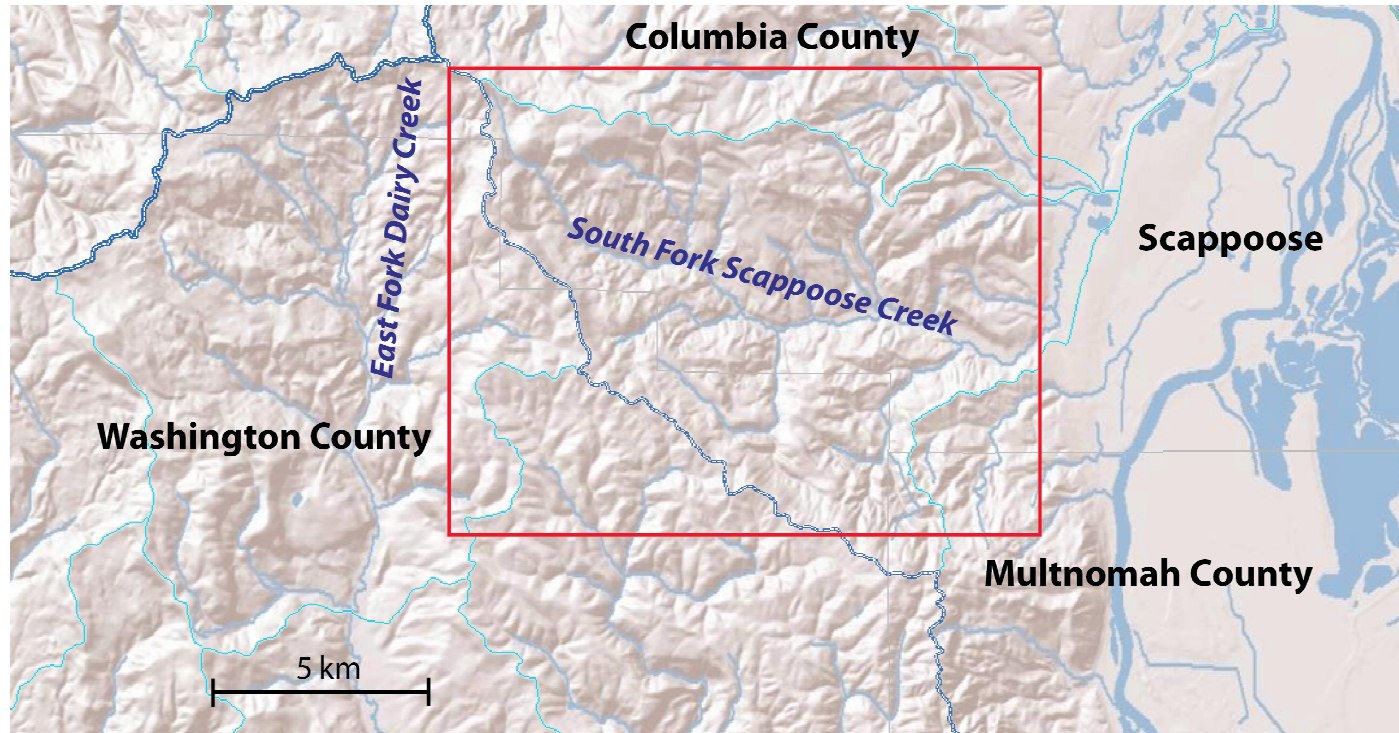 Columbia County
East Fork Dairy Creek
South Fork Scappoose Creek
Scappoose
Washington County
Multnomah County
5 km